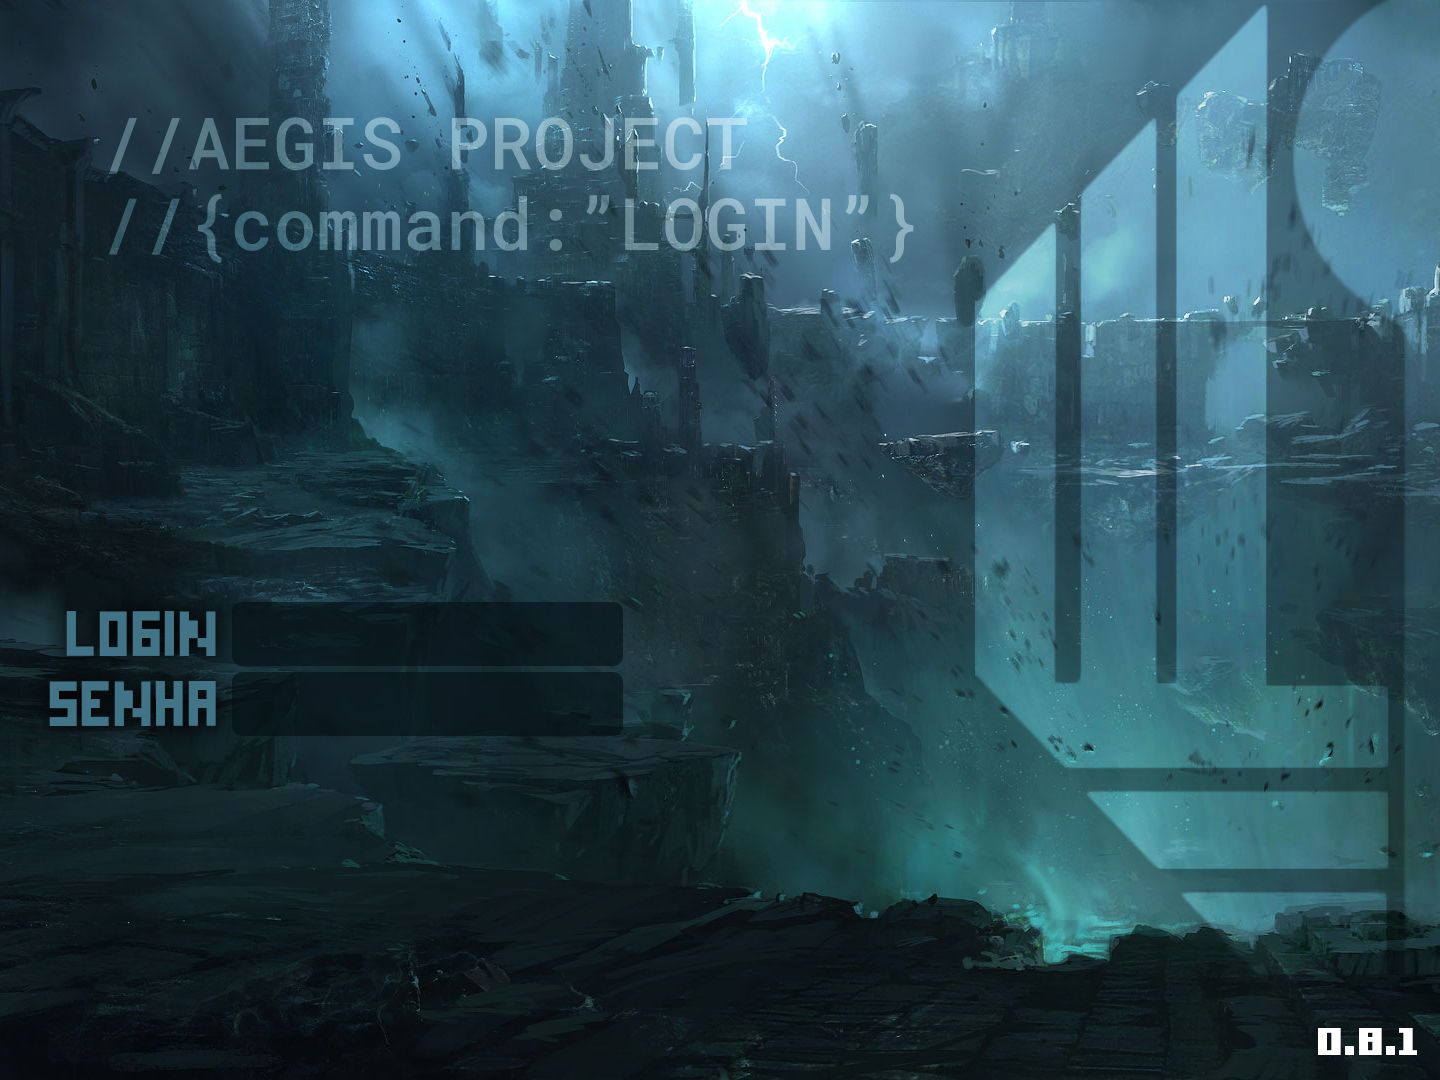 //AEGIS PROJECT
//{command:”LOGIN”}
LOGIN
SENHA
0.8.1